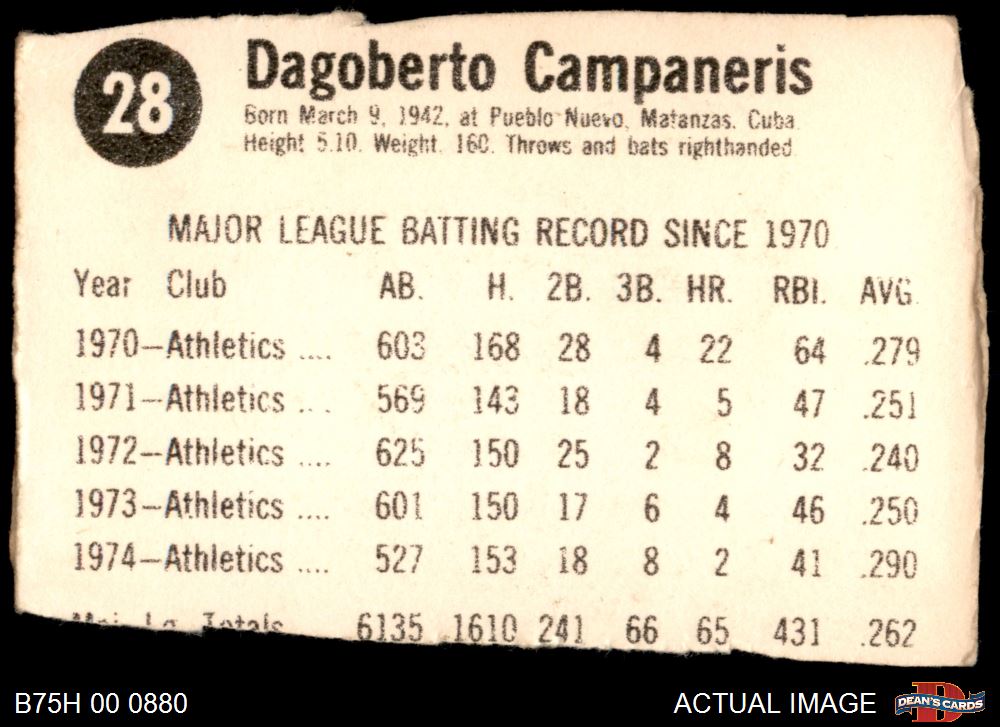 28
Dagoberto Campaneris
Born March 9, 1942, at Pueblo Nuevo, Matanzas, Cuba.
Height 5.10. Weight 160. Throws and bats righthanded
MAJOR LEAGUE BATTING RECORD SINCE 1970
Year Club AB. H. 2B. 3B. HR. RBI. AVG.
1970—Athletics .... 603 168 28 4 22 64 .279
1971—Athletics ... 569 143 18 4 5 47 .251
1972—Athletics .... 625 150 25 2 8 32 .240
1973—Athletics .... 601 150 17 6 4 46 .250
1974—Athletics .... 527 153 18 8 2 41 .290
Totals 6135 1610 241 66 65 431 .262
B75H 00 0880
ACTUAL IMAGE
DEAN'S CARDS